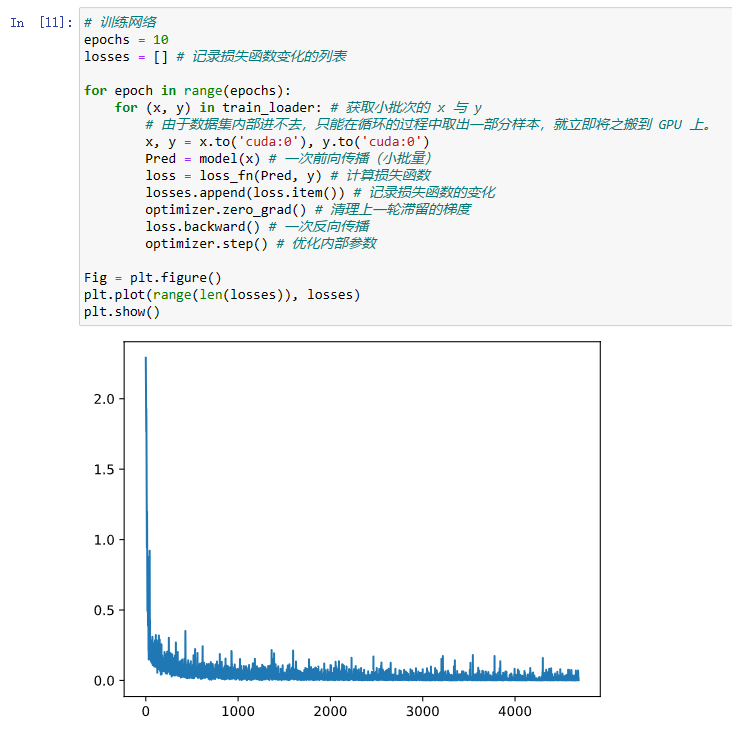 In [11]:
# 训练网络
epochs = 10
losses = [] # 记录损失函数变化的列表
for epoch in range(epochs):
for (x, y) in train_loader: # 获取小批次的 x 与 y
# 由于数据集内部进不去，只能在循环的过程中取出一部分样本，就立即将之搬到 GPU 上。
x, y = x.to('cuda:0'), y.to('cuda:0')
Pred = model(x) # 一次前向传播（小批量）
loss = loss_fn(Pred, y) # 计算损失函数
losses.append(loss.item()) # 记录损失函数的变化
optimizer.zero_grad() # 清理上一轮滞留的梯度
loss.backward() # 一次反向传播
optimizer.step() # 优化内部参数
Fig = plt.figure()
plt.plot(range(len(losses)), losses)
plt.show()
2.0
1.5
1.0
0.5
0.0
0 1000 2000 3000 4000